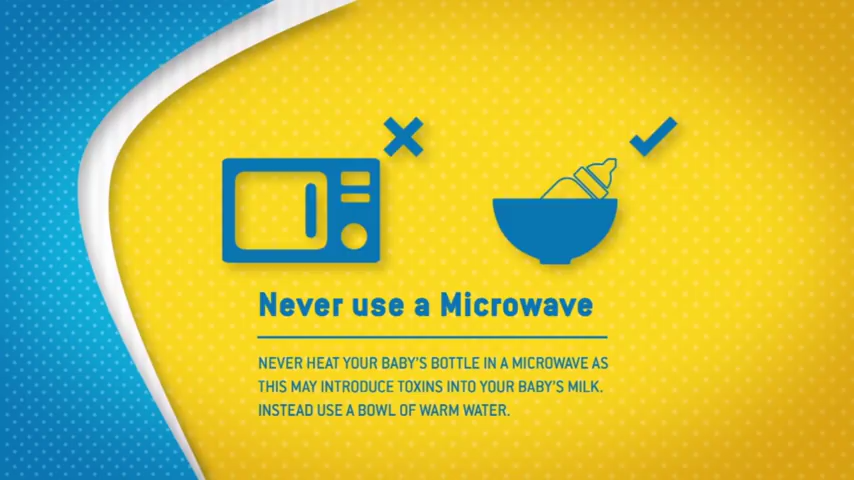 Never use a Microwave
NEVER HEAT YOUR BABY'S BOTTLE IN A MICROWAVE AS
THIS MAY INTRODUCE TOXINS INTO YOUR BABY'S MILK.
INSTEAD USE A BOWL OF WARM WATER.